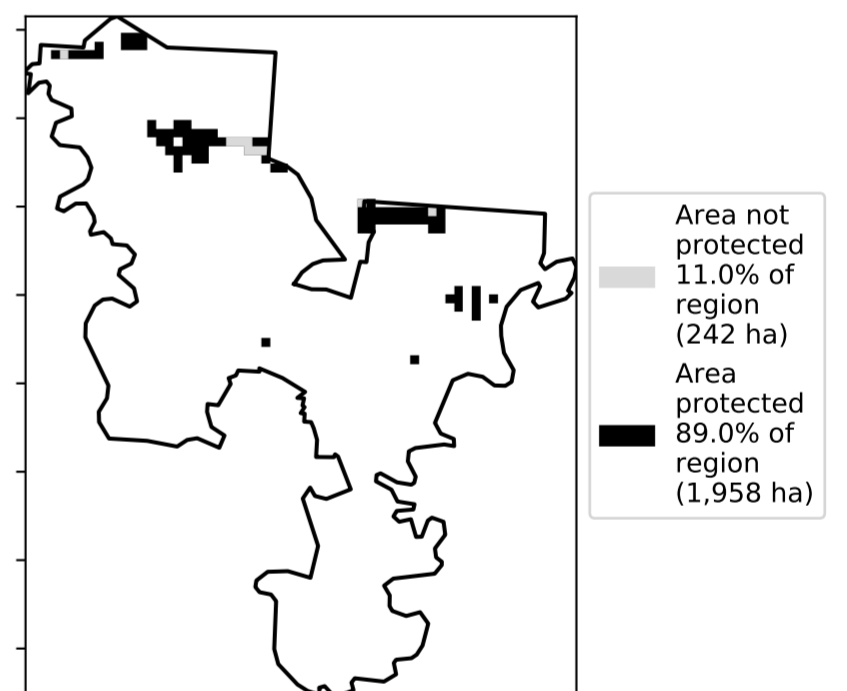 Area not
protected
11.0% of
region
(242 ha)
Area
protected
89.0% of
region
(1,958 ha)